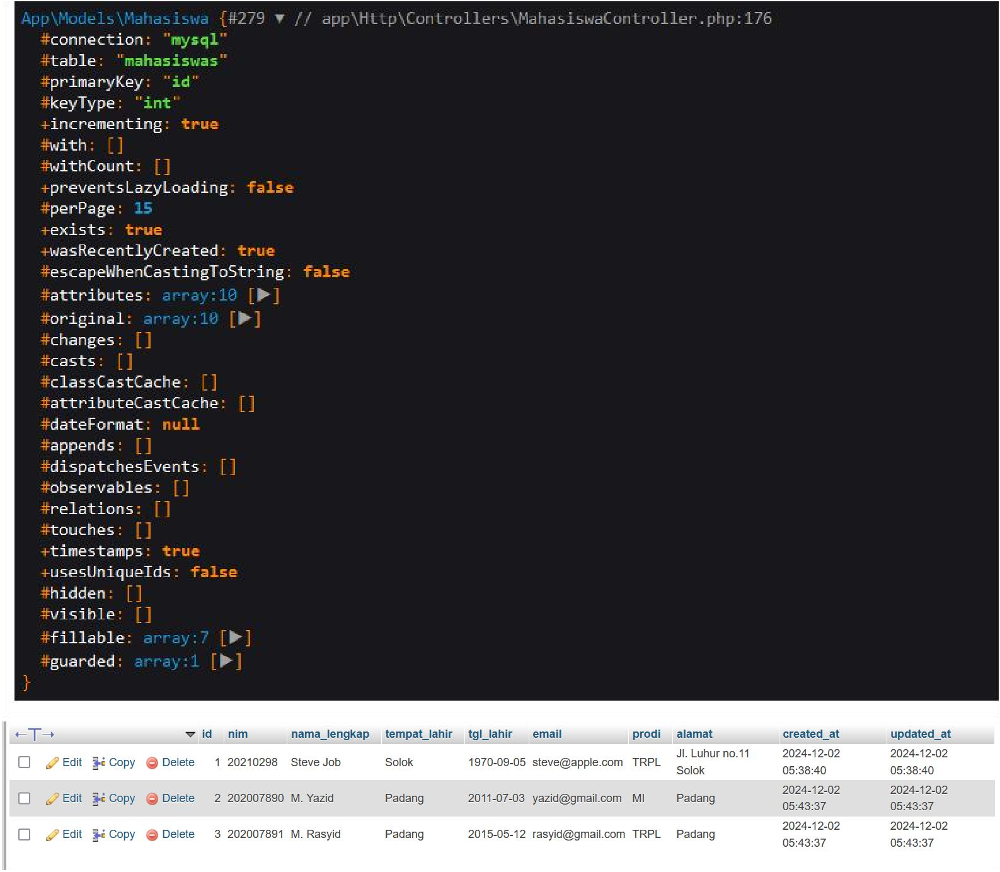 App\Models\Mahasiswa {#279 ▼ // app\Http\Controllers\MahasiswaController.php:176
#connection: "mysql"
#table: "mahasiswas"
#primaryKey: "id"
#keyType: "int"
+incrementing: true
#with: []
#withCount: []
+preventsLazyLoading: false
#perPage: 15
+exists: true
+wasRecentlyCreated: true
#escapeWhenCastingToString: false
#attributes: array:10 [▶]
#original: array:10 [▶]
#changes: []
#casts: []
#classCastCache: []
#attributeCastCache: []
#dateFormat: null
#appends: []
#dispatchesEvents: []
#observables: []
#relations: []
#touches: []
+timestamps: true
+usesUniqueIds: false
#hidden: []
#visible: []
#fillable: array:7 [▶]
#guarded: array:1 [▶]
}
←T→ ▼ id nim nama_lengkap tempat_lahir tgl_lahir email prodi alamat created_at updated_at
Edit Copy Delete 1 20210298 Steve Job Solok 1970-09-05 steve@apple.com TRPL Jl. Luhur no.11 2024-12-02 2024-12-02
Solok 05:38:40 05:38:40
Edit Copy Delete 2 202007890 M. Yazid Padang 2011-07-03 yazid@gmail.com MI Padang 2024-12-02 2024-12-02
05:43:37 05:43:37
Edit Copy Delete 3 202007891 M. Rasyid Padang 2015-05-12 rasyid@gmail.com TRPL Padang 2024-12-02 2024-12-02
05:43:37 05:43:37